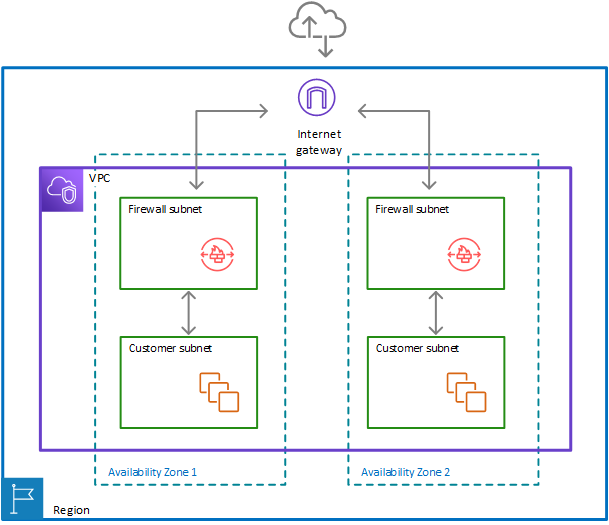 Internet
gateway
VPC
Firewall subnet
Firewall subnet
Customer subnet
Customer subnet
Availability Zone 1
Availability Zone 2
Region